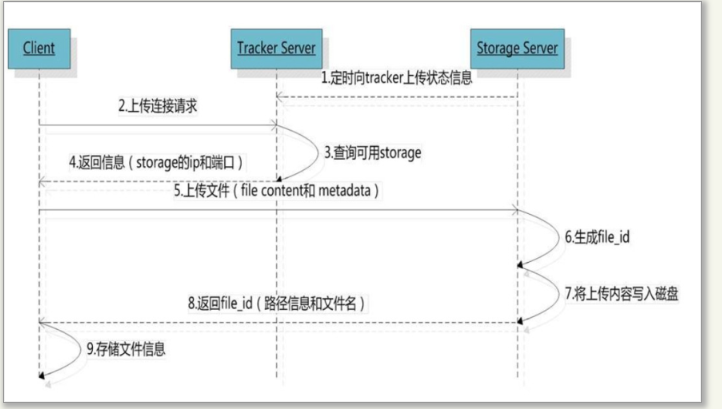 Client
Tracker Server
Storage Server
1.定时向tracker上传状态信息
2.上传连接请求
3.查询可用storage
4.返回信息（storage的ip和端口）
5.上传文件（file content和 metadata）
6.生成file_id
7.将上传内容写入磁盘
8.返回file_id（路径信息和文件名）
9.存储文件信息